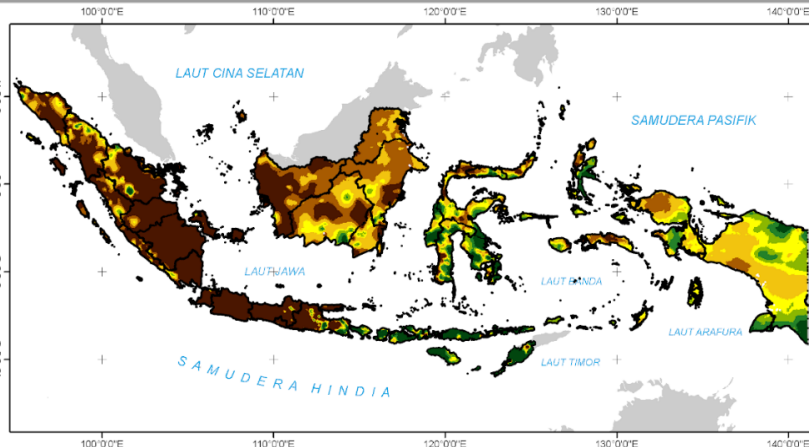 100°0'0"E 110°0'0"E 120°0'0"E 130°0'0"E 140°0'0"E
LAUT CINA SELATAN
SAMUDERA PASIFIK
LAUT JAWA
LAUT BANDA
LAUT ARAFURA
LAUT TIMOR
SAMUDERA HINDIA
100°0'0"E 110°0'0"E 120°0'0"E 130°0'0"E 140°0'0"E